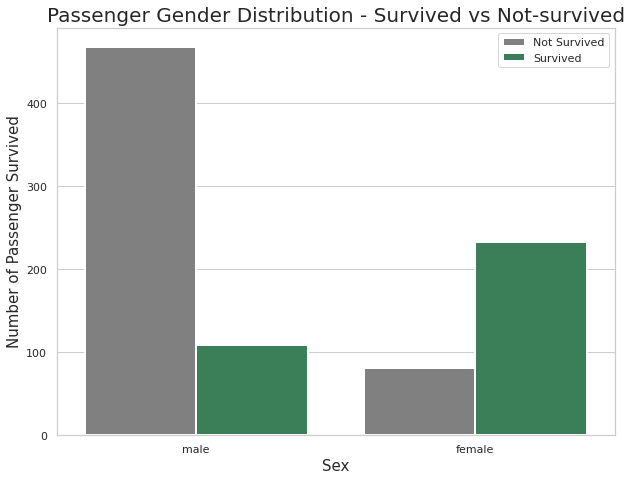 Passenger Gender Distribution - Survived vs Not-survived
Not Survived
Survived
Number of Passenger Survived
400
300
200
100
0
male
female
Sex